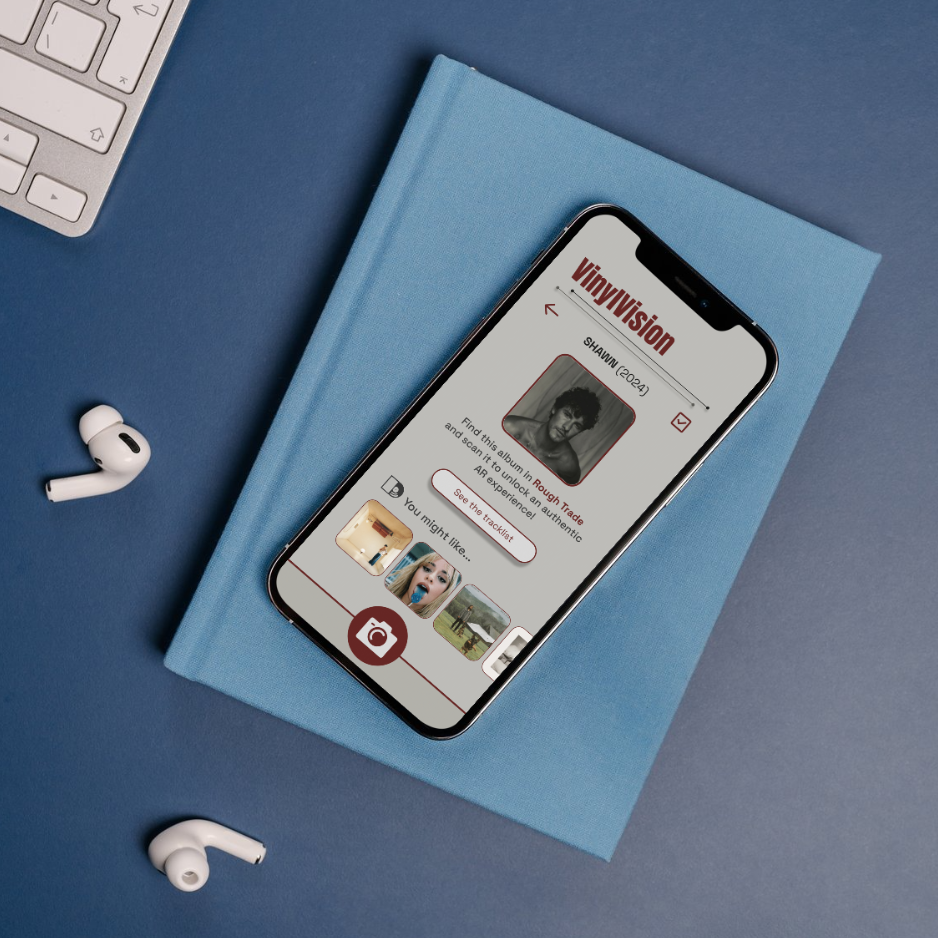 VinylVision
SHAWN (2024)
Find this album in Rough Trade
and scan it to unlock an authentic
AR experience!
See the tracklist
You might like...